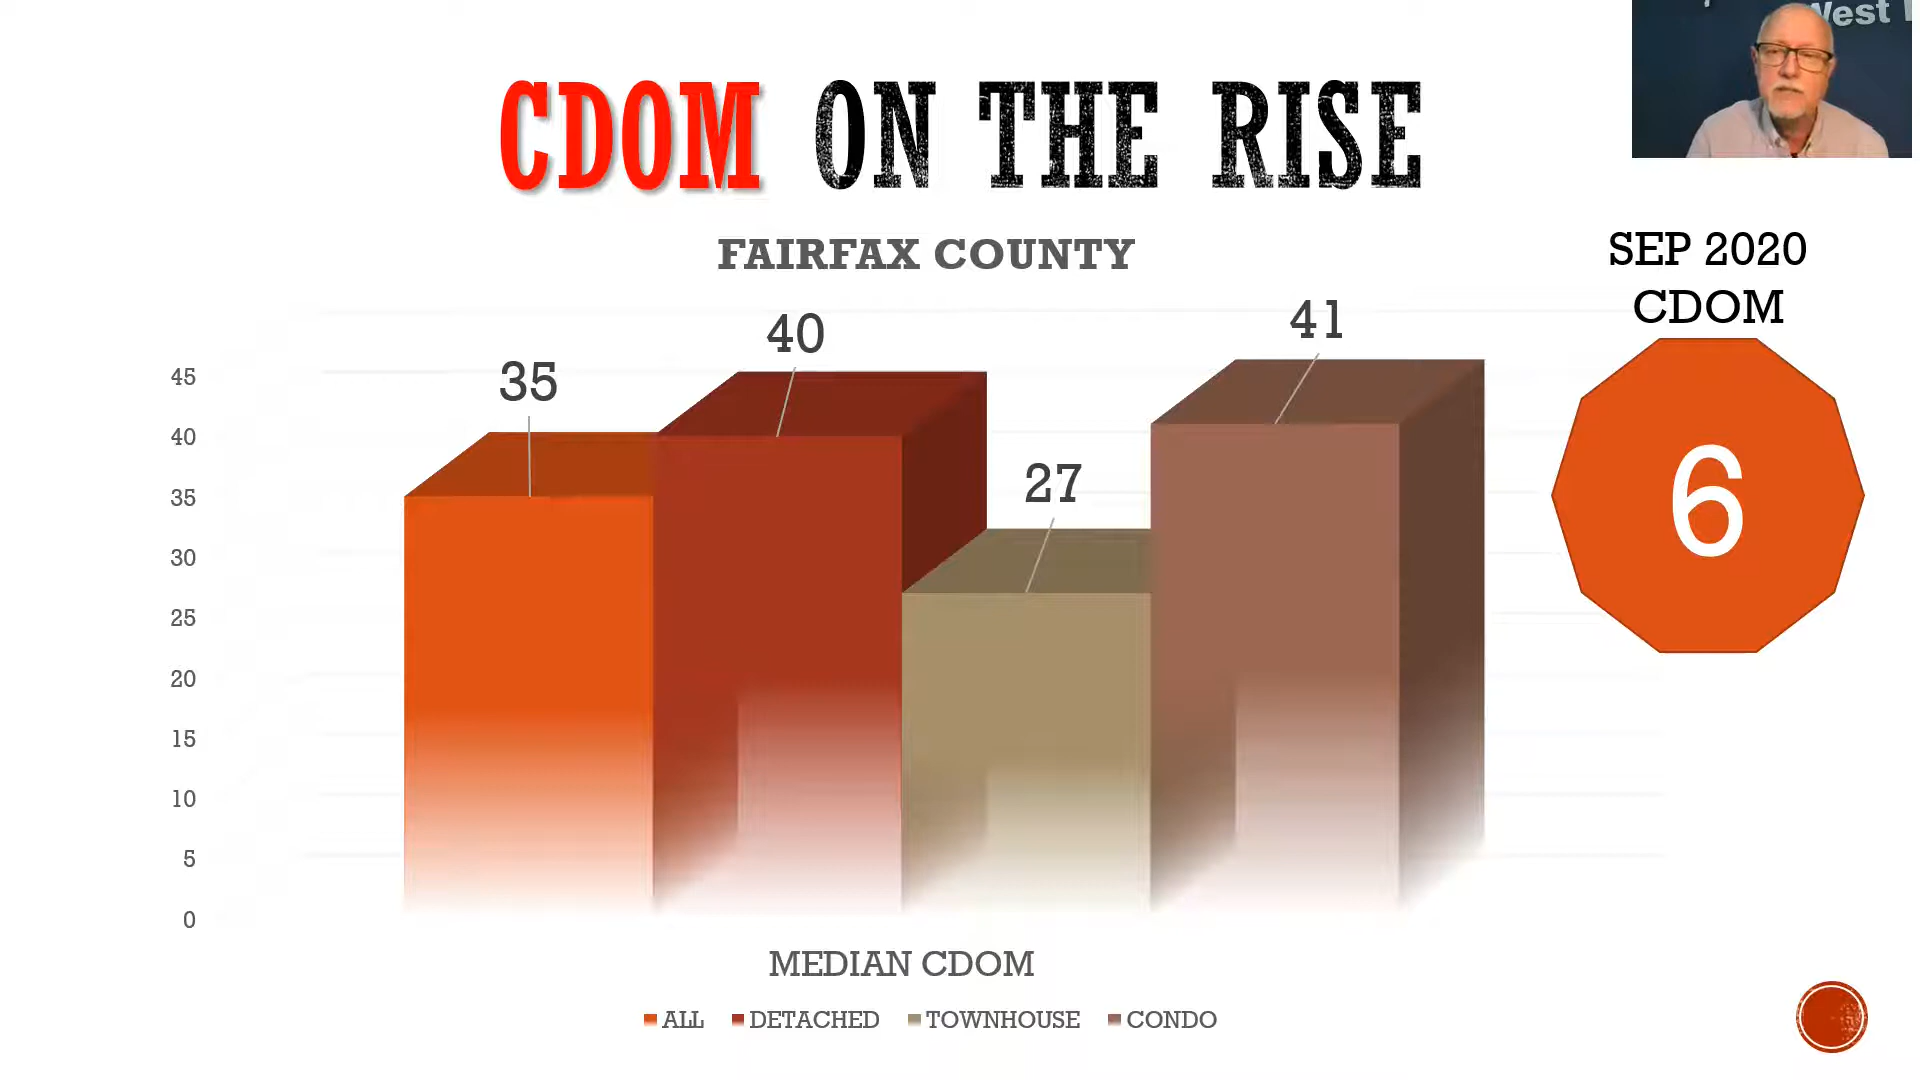 West
CDOM ON THE RISE
FAIRFAX COUNTY
SEP 2020
CDOM
6
35
40
27
41
45
40
35
30
25
20
15
10
5
0
MEDIAN CDOM
ALL DETACHED TOWNHOUSE CONDO